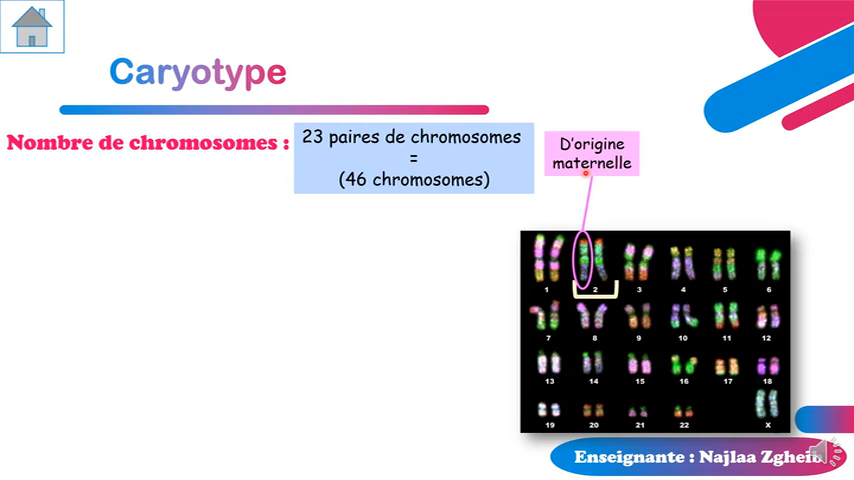 Caryotype
Nombre de chromosomes :
23 paires de chromosomes
=
(46 chromosomes)
D'origine
maternelle
1 2 3 4 5 6
7 8 9 10 11 12
13 14 15 16 17 18
19 20 21 22 X
Enseignante : Najlaa Zgheib